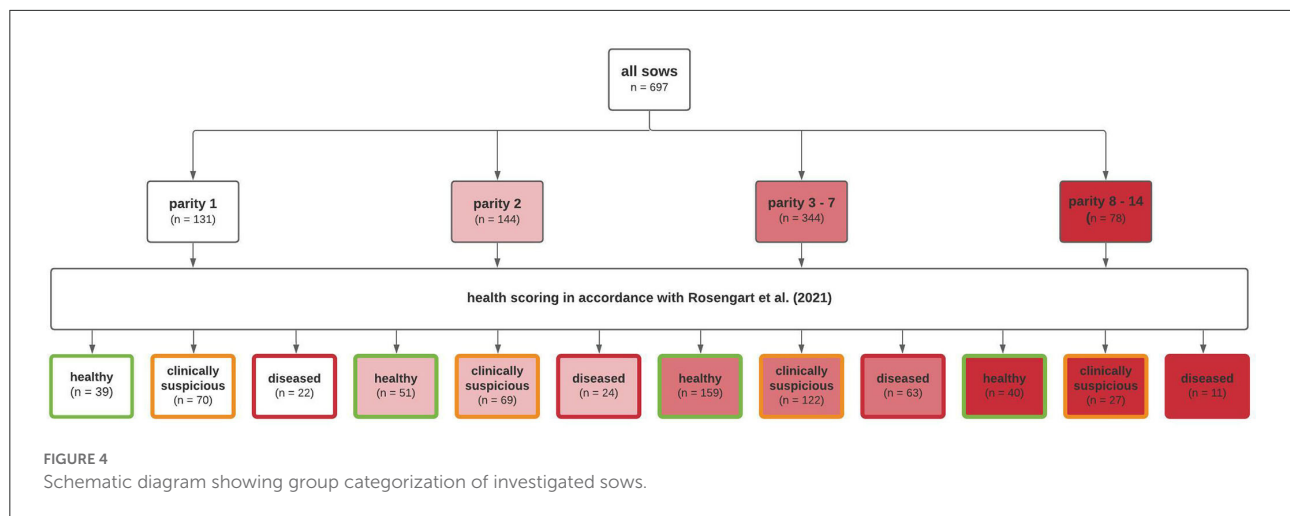 all sows
n = 697
parity 1
(n = 131)
parity 2
(n = 144)
parity 3 - 7
(n = 344)
parity 8 - 14
(n = 78)
health scoring in accordance with Rosengart et al. (2021)
healthy
(n = 39)
clinically
suspicious
(n = 70)
diseased
(n = 22)
healthy
(n = 51)
clinically
suspicious
(n = 69)
diseased
(n = 24)
healthy
(n = 159)
clinically
suspicious
(n = 122)
diseased
(n = 63)
healthy
(n = 40)
clinically
suspicious
(n = 27)
diseased
(n = 11)
FIGURE 4
Schematic diagram showing group categorization of investigated sows.